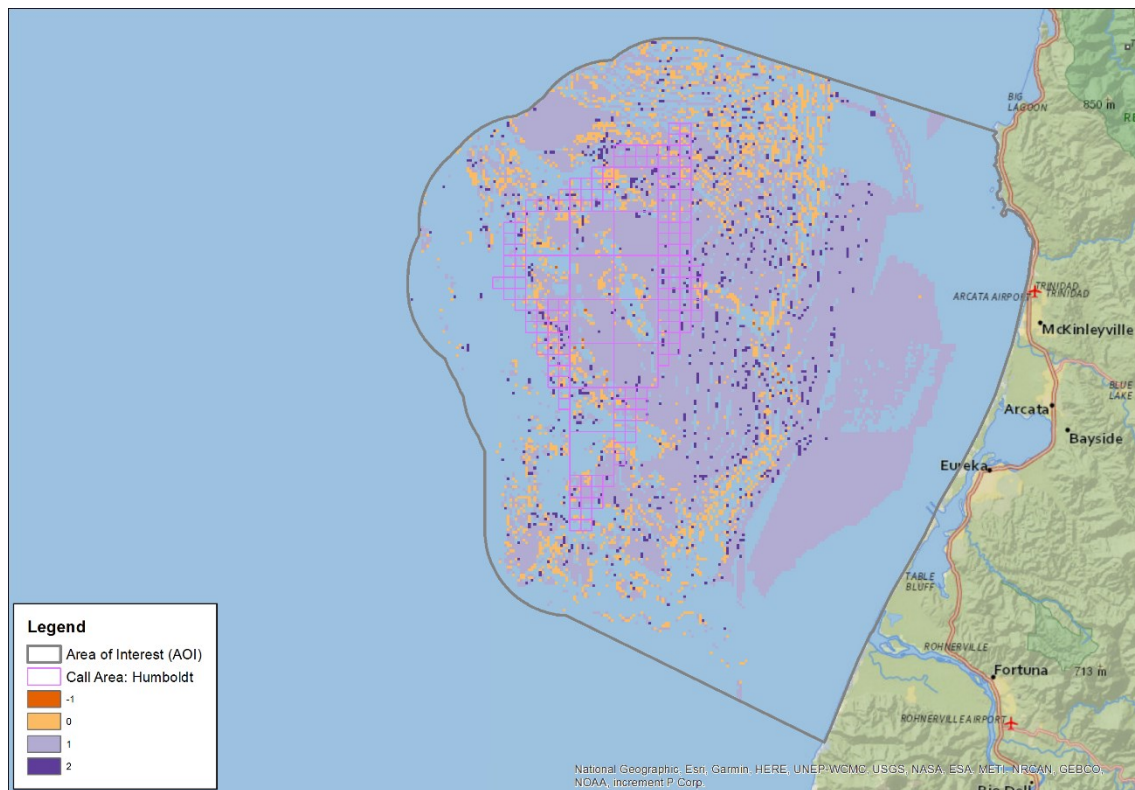 BIG
LAGOON
850 m
TRINIDAD
ARCATA AIRPORT
TRINIDAD
McKinleyville
BLUE
LAKE
Arcata
Bayside
Eureka
TABLE
BLUFF
ROHNERVILLE
Fortuna
713 m
ROHNERVILLE AIRPORT
Legend
Area of Interest (AOI)
Call Area: Humboldt
-1
0
1
2
National Geographic, Esri, Garmin, HERE, UNEP-WCMC, USGS, NASA, ESA, METI, NRCAN, GEBCO,
NOAA, increment P Corp.